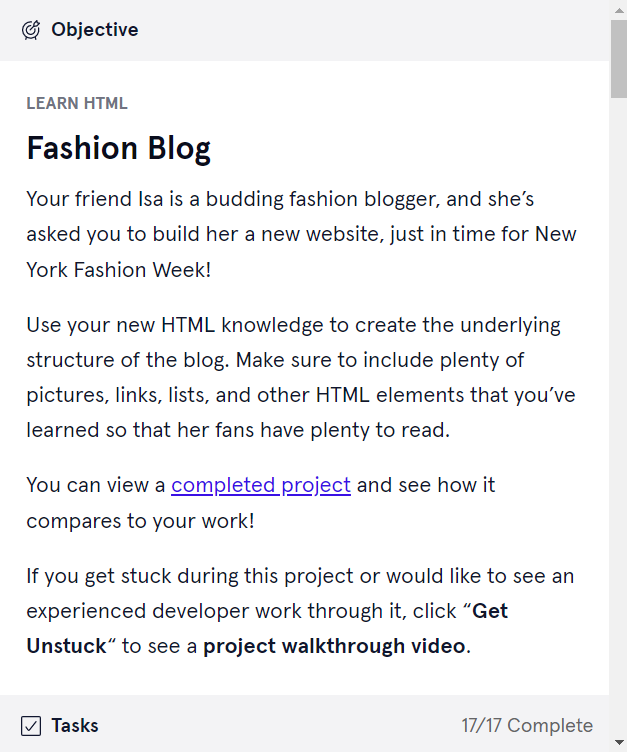 Objective
LEARN HTML
Fashion Blog
Your friend Isa is a budding fashion blogger, and she’s
asked you to build her a new website, just in time for New
York Fashion Week!
Use your new HTML knowledge to create the underlying
structure of the blog. Make sure to include plenty of
pictures, links, lists, and other HTML elements that you’ve
learned so that her fans have plenty to read.
You can view a completed project and see how it
compares to your work!
If you get stuck during this project or would like to see an
experienced developer work through it, click “Get
Unstuck“ to see a project walkthrough video.
Tasks 17/17 Complete